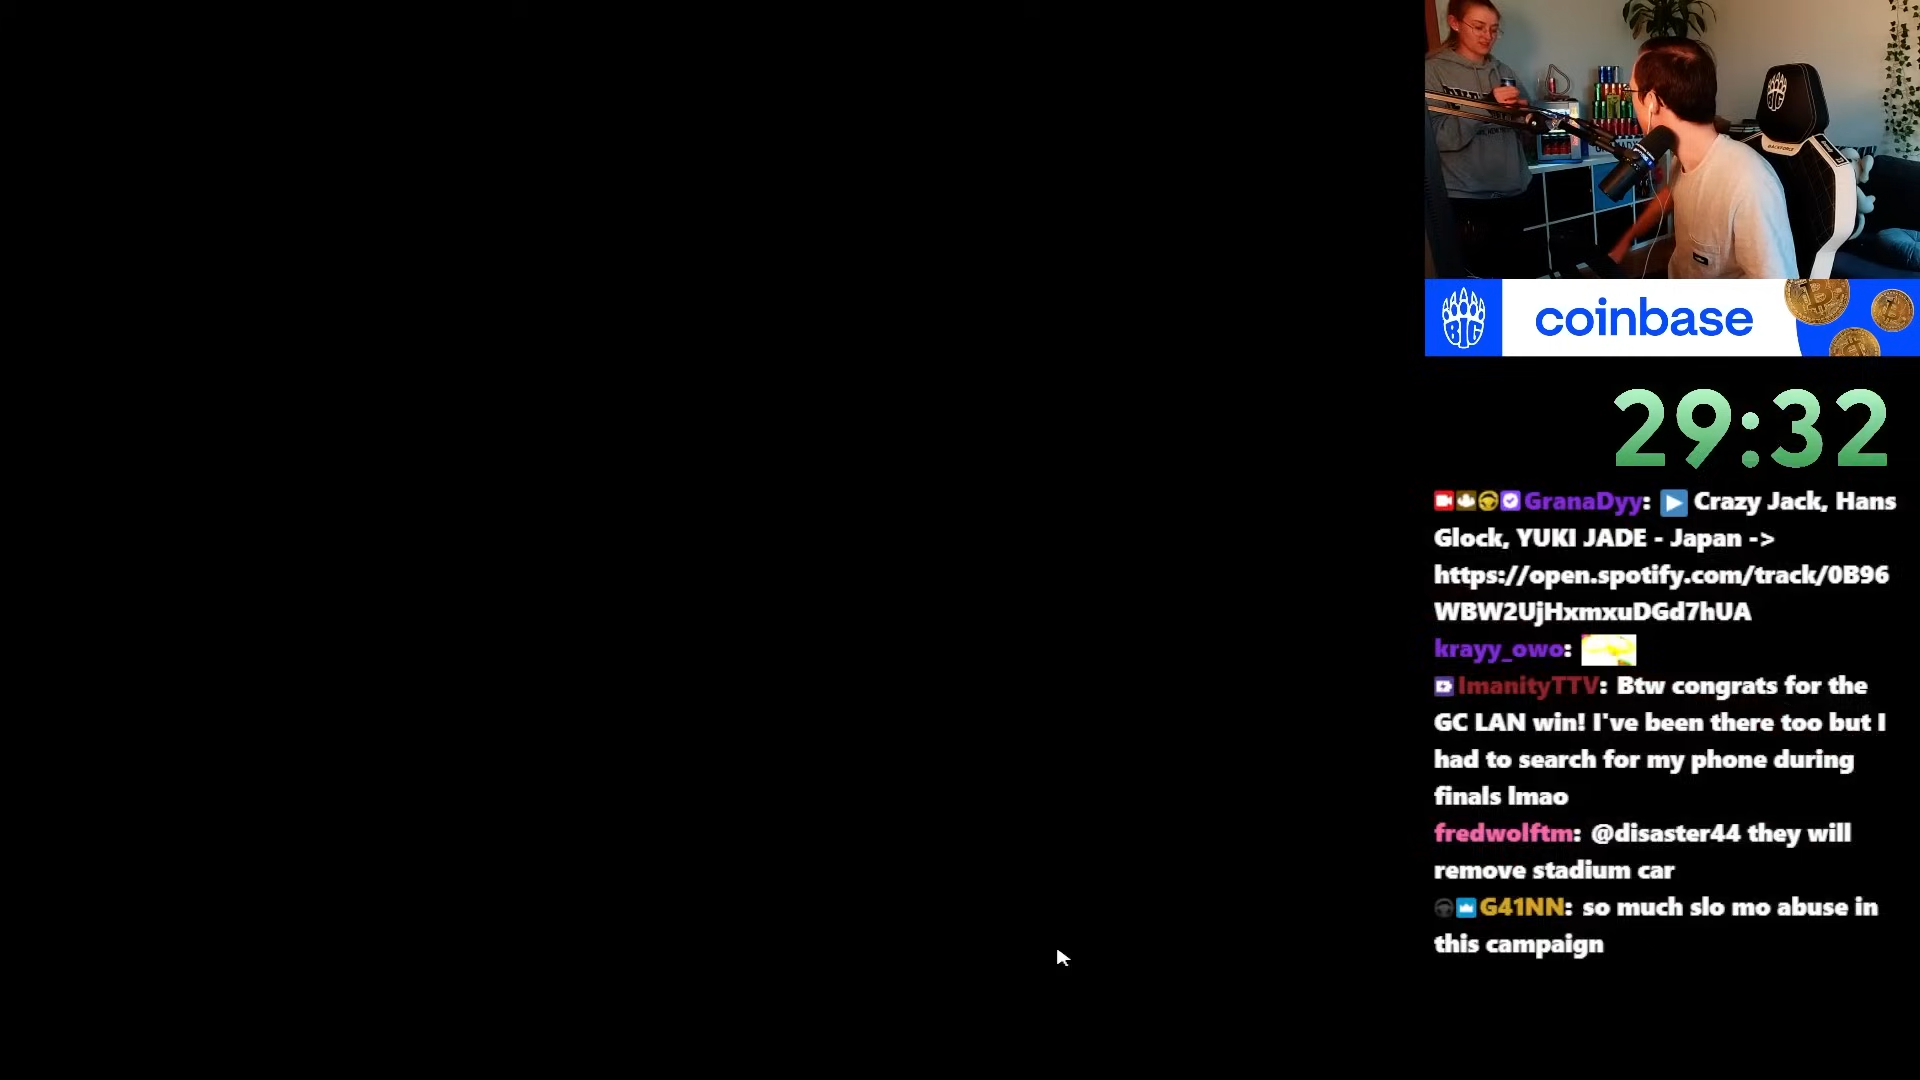 BIG
coinbase
29:32
GranaDyy: Crazy Jack, Hans
Glock, YUKI JADE - Japan ->
https://open.spotify.com/track/0B96
WBW2UjHxmxuDGd7hUA
krayy_owo:
ImanityTTV: Btw congrats for the
GC LAN win! I've been there too but I
had to search for my phone during
finals lmao
fredwolftm: @disaster44 they will
remove stadium car
G41NN: so much slo mo abuse in
this campaign